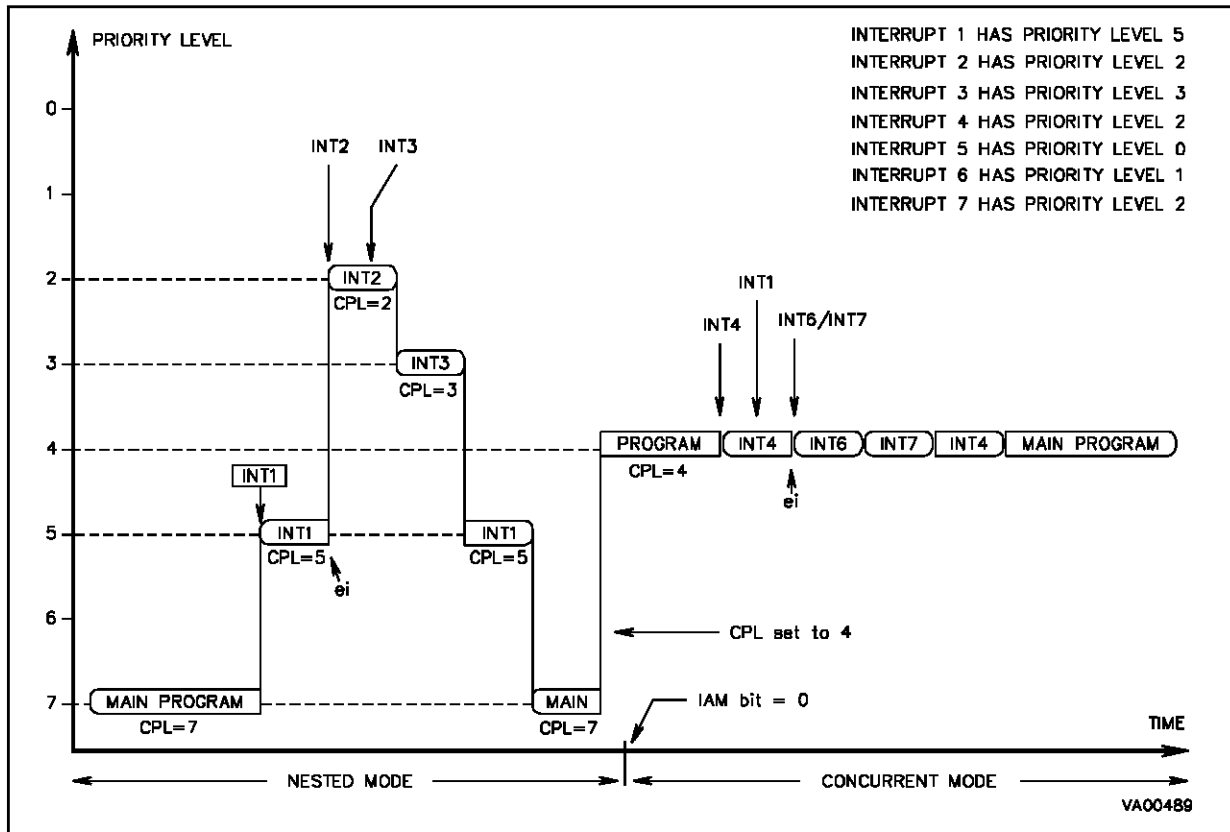 PRIORITY LEVEL
INTERRUPT 1 HAS PRIORITY LEVEL 5
INTERRUPT 2 HAS PRIORITY LEVEL 2
INTERRUPT 3 HAS PRIORITY LEVEL 3
INTERRUPT 4 HAS PRIORITY LEVEL 2
INTERRUPT 5 HAS PRIORITY LEVEL 0
INTERRUPT 6 HAS PRIORITY LEVEL 1
INTERRUPT 7 HAS PRIORITY LEVEL 2
0
INT2 INT3
1
2 INT2
CPL=2
INT1
INT4 INT6/INT7
3 INT3
CPL=3
4 PROGRAM INT4 INT6 INT7 INT4 MAIN PROGRAM
CPL=4
ei
INT1
5 INT1 INT1
CPL=5 CPL=5
ei
6
CPL set to 4
7 MAIN PROGRAM MAIN
CPL=7 CPL=7
IAM bit = 0
TIME
NESTED MODE CONCURRENT MODE
VA00489